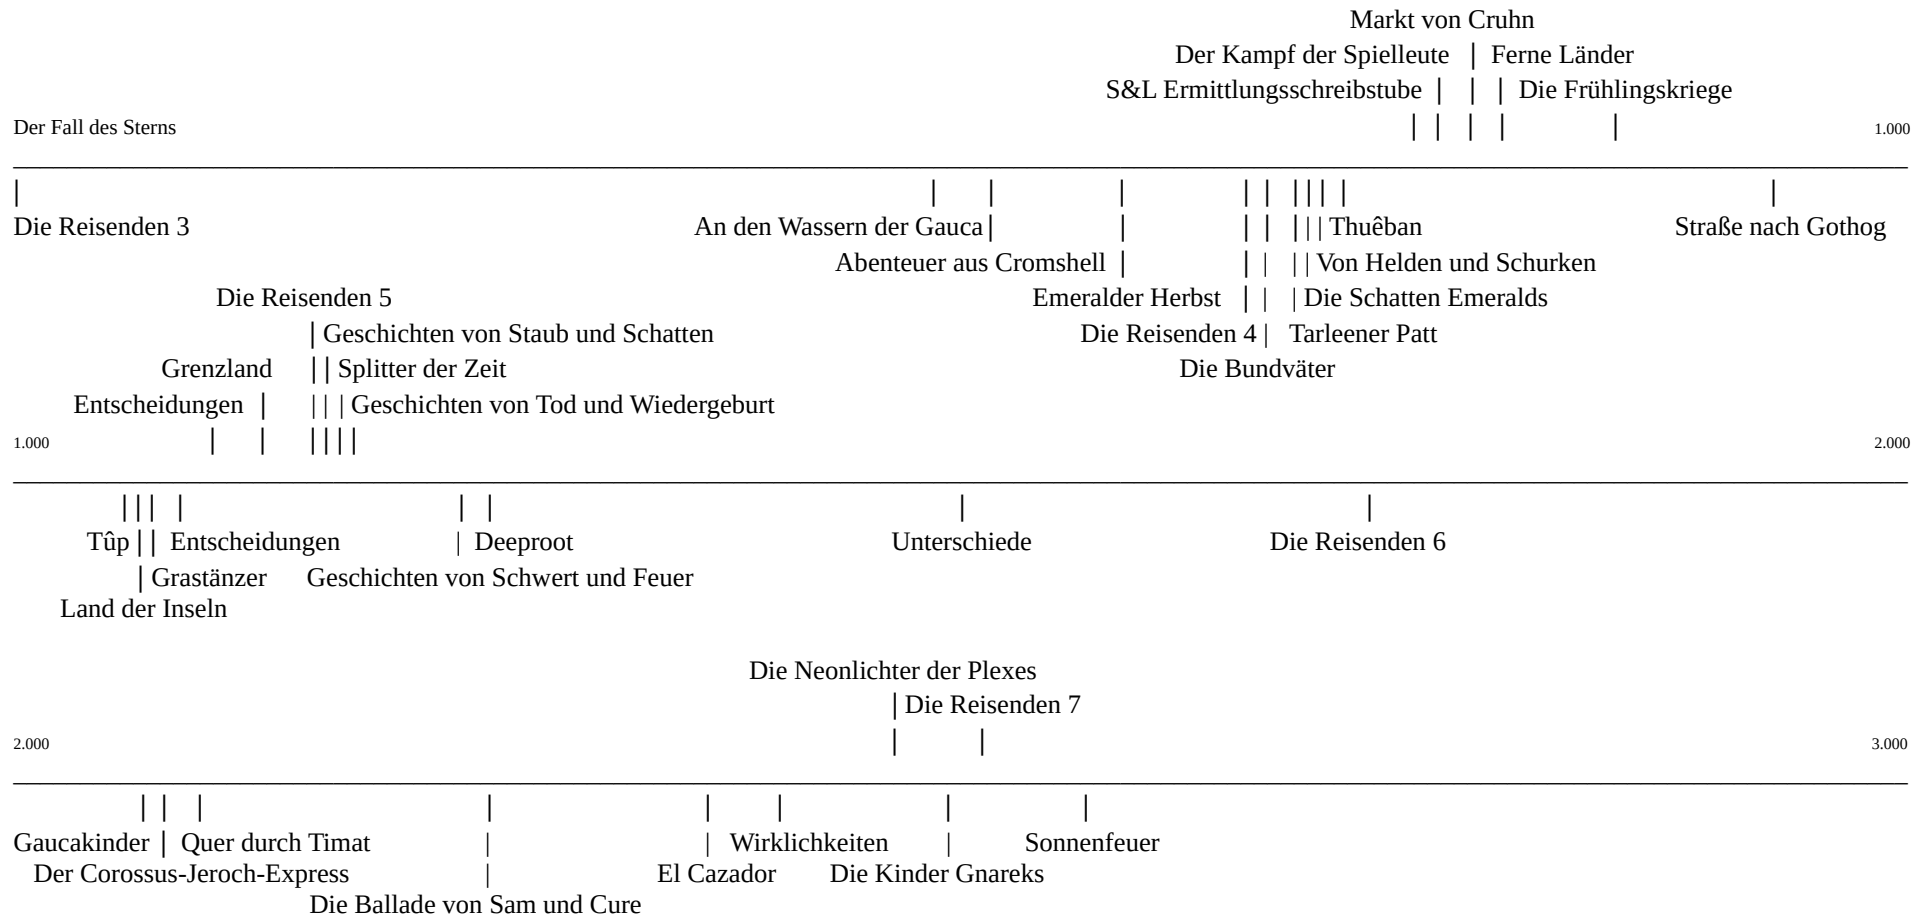 Markt von Cruhn
Der Kampf der Spielleute | Ferne Länder
S&L Ermittlungsschreibstube | | | Die Frühlingskriege
Der Fall des Sterns | | | | | 1.000
|
| | | | | | | | | | |
Die Reisenden 3 An den Wassern der Gauca | | | | | | | Thuêban Straße nach Gothog
Abenteuer aus Cromshell | | | | | Von Helden und Schurken
Die Reisenden 5 Emeralder Herbst | | | Die Schatten Emeralds
| Geschichten von Staub und Schatten Die Reisenden 4 | Tarleener Patt
Grenzland | | Splitter der Zeit Die Bundväter
Entscheidungen | | | | Geschichten von Tod und Wiedergeburt
1.000 | | | | | | 2.000
| | | | | | | |
Tûp | | Entscheidungen | Deeproot Unterschiede Die Reisenden 6
| Grastänzer Geschichten von Schwert und Feuer
Land der Inseln
Die Neonlichter der Plexes
| Die Reisenden 7
2.000 | | 3.000
| | | | | | | |
Gaucakinder | Quer durch Timat | | Wirklichkeiten | Sonnenfeuer
Der Corossus-Jeroch-Express | El Cazador Die Kinder Gnareks
Die Ballade von Sam und Cure